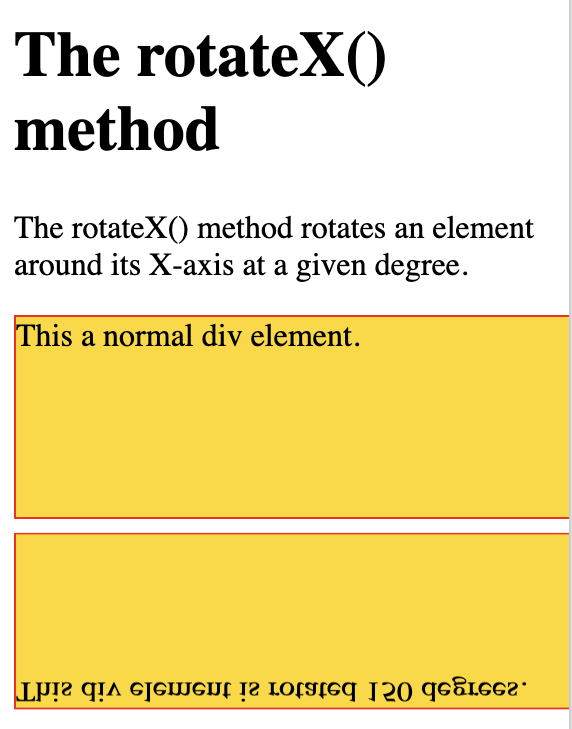 The rotateX()
method
The rotateX() method rotates an element
around its X-axis at a given degree.
This a normal div element.
This div element is rotated 150 degrees.